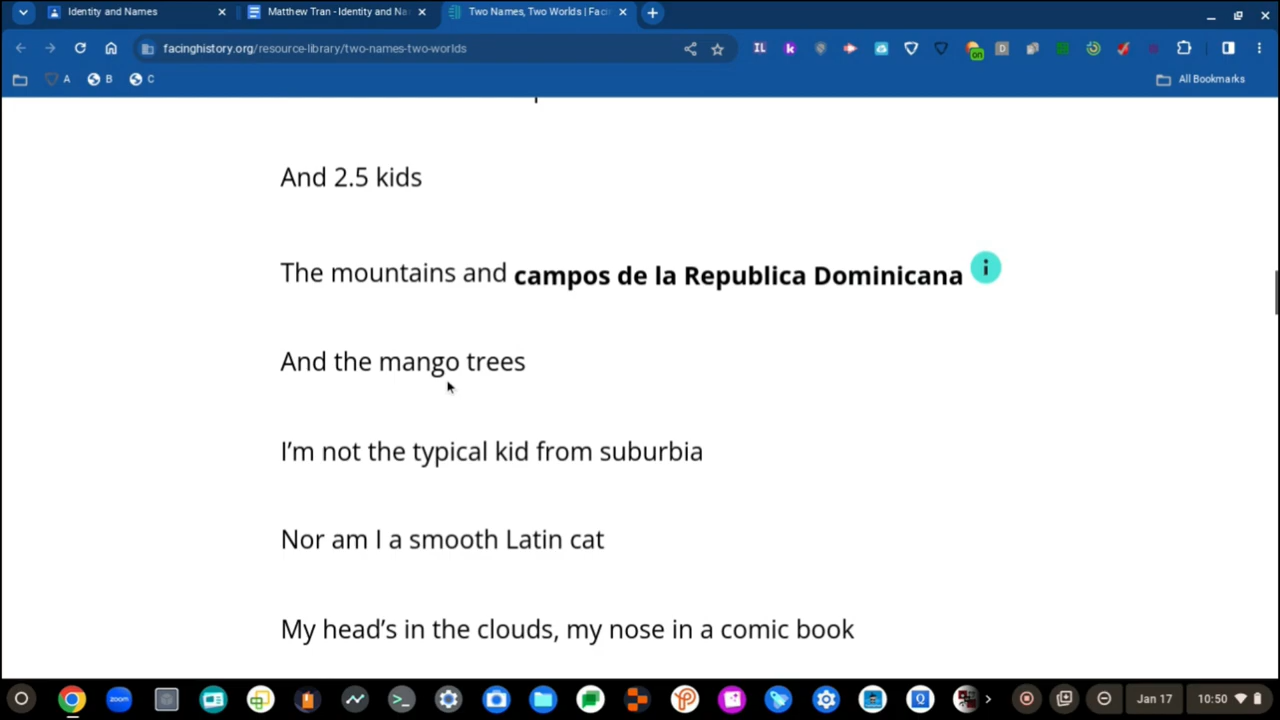 Identity and Names
Matthew Tran - Identity and Na
Two Names, Two Worlds | Faci
facinghistory.org/resource-library/two-names-two-worlds
A
B
C
All Bookmarks
And 2.5 kids
The mountains and campos de la Republica Dominicana i
And the mango trees
I'm not the typical kid from suburbia
Nor am I a smooth Latin cat
My head's in the clouds, my nose in a comic book
zoom
Jan 17
10:50